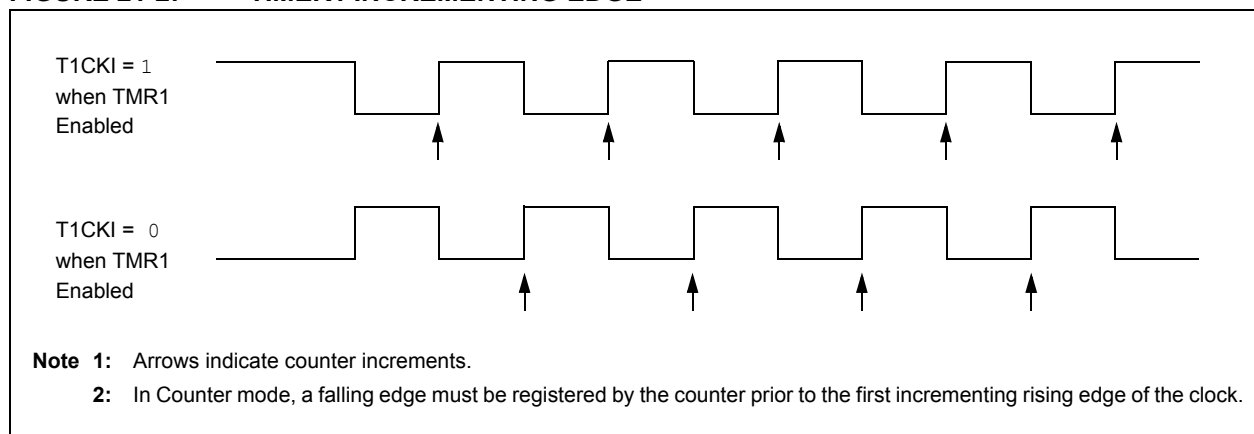 T1CKI = 1
when TMR1
Enabled
T1CKI = 0
when TMR1
Enabled
Note 1: Arrows indicate counter increments.
2: In Counter mode, a falling edge must be registered by the counter prior to the first incrementing rising edge of the clock.